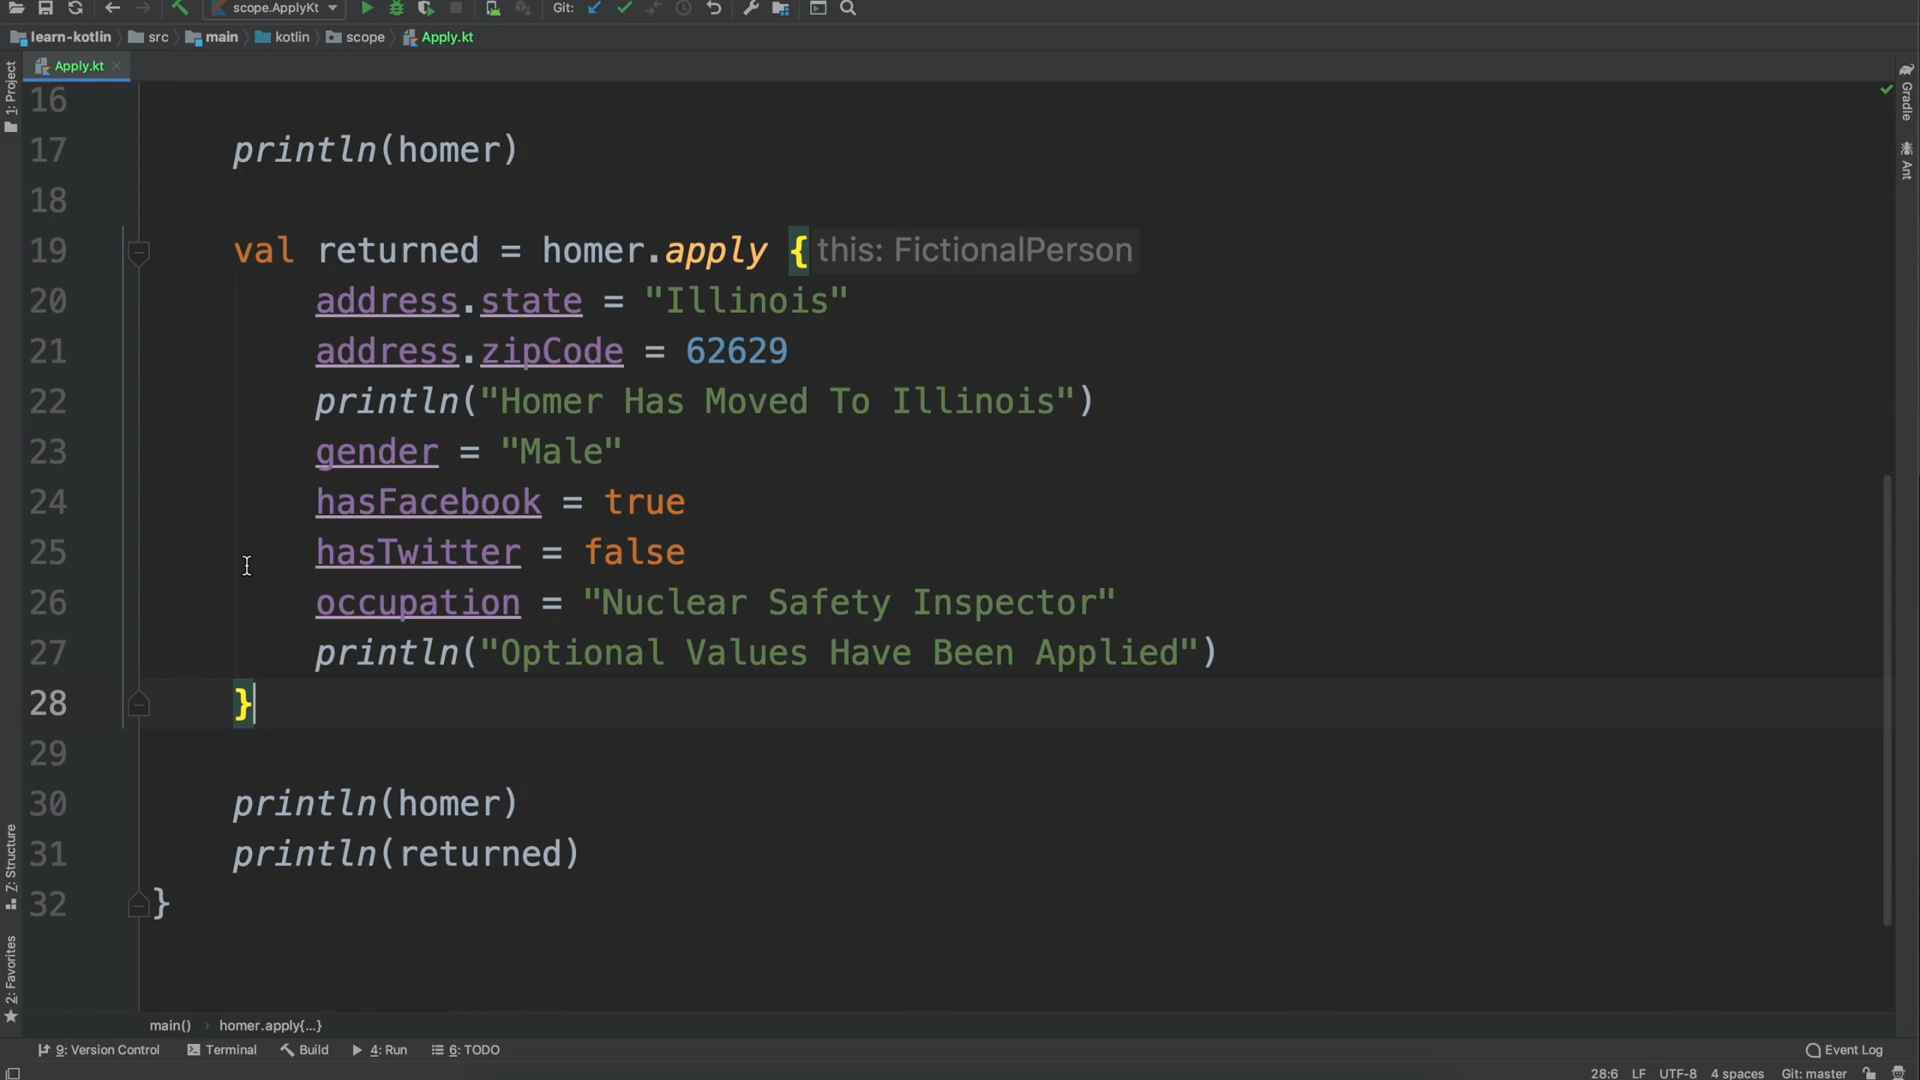 scope.ApplyKt
Git:
learn-kotlin src main kotlin scope Apply.kt
Apply.kt
1: Project
Gradle
Ant
16
17 println(homer)
18
19 val returned = homer.apply { this: FictionalPerson
20 address.state = "Illinois"
21 address.zipCode = 62629
22 println("Homer Has Moved To Illinois")
23 gender = "Male"
24 hasFacebook = true
25 hasTwitter = false
26 occupation = "Nuclear Safety Inspector"
27 println("Optional Values Have Been Applied")
28 }
29
30 println(homer)
31 println(returned)
32 }
Z: Structure
2: Favorites
main() homer.apply{...}
9: Version Control Terminal Build 4: Run 6: TODO Event Log
28:6 LF UTF-8 4 spaces Git: master